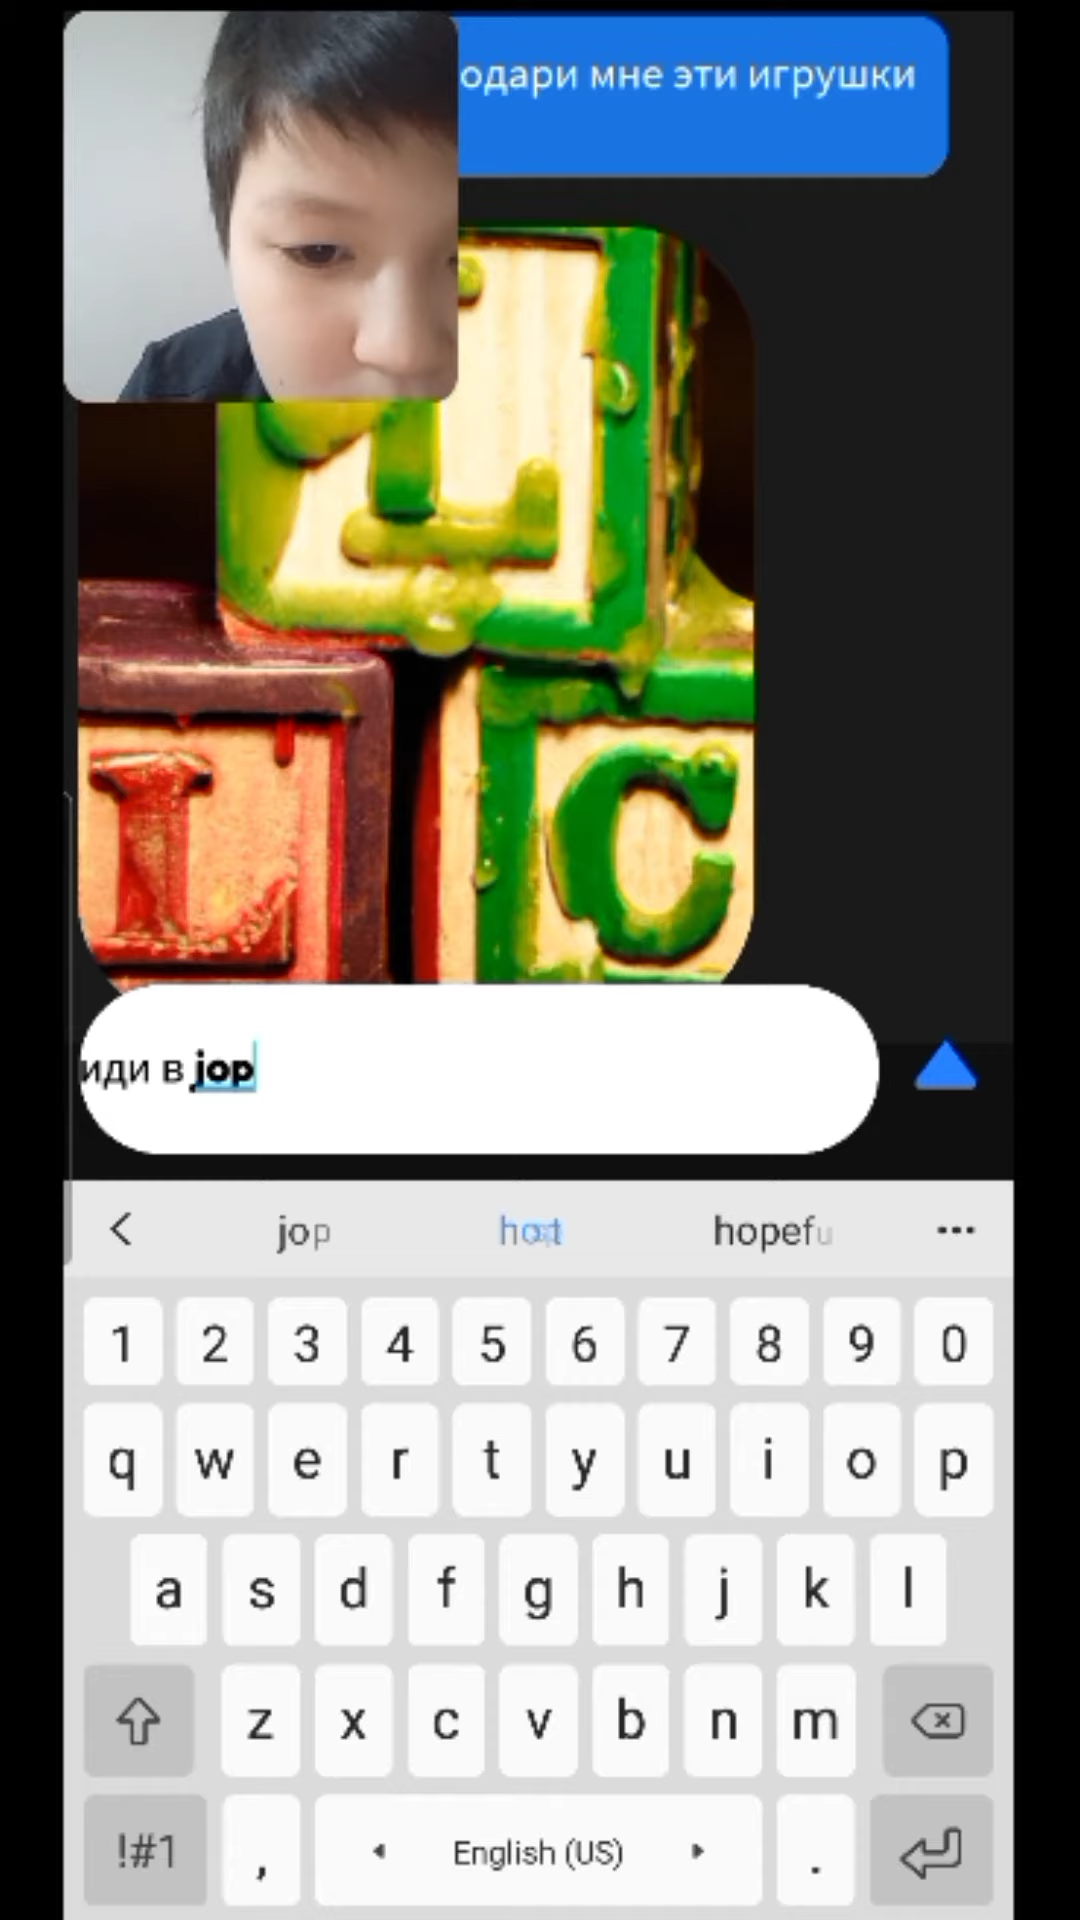 одари мне эти игрушки
L
I
C
иди в jop
jop
hopefu
1 2 3 4 5 6 7 8 9 0
q w e r t y u i o p
a s d f g h j k l
z x c v b n m
!#1 , English (US) .